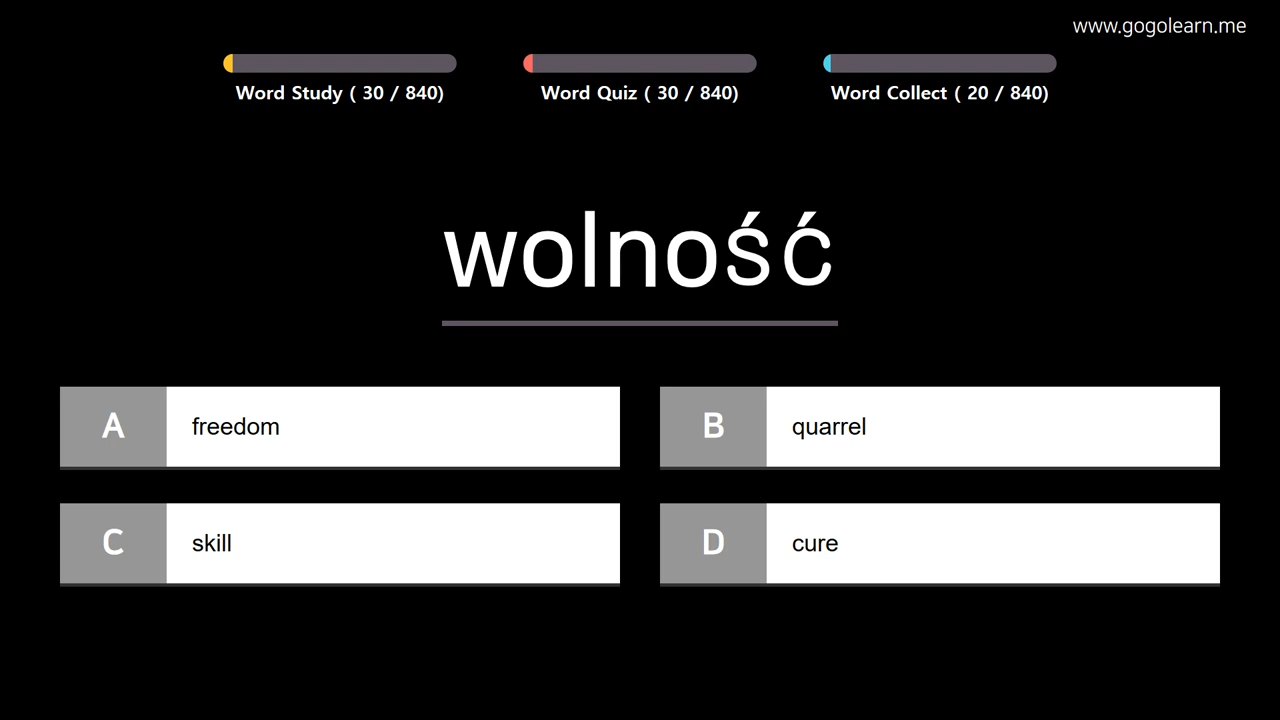 www.gogolearn.me
Word Study ( 30 / 840)
Word Quiz ( 30 / 840)
Word Collect ( 20 / 840)
wolność
A freedom
B quarrel
C skill
D cure